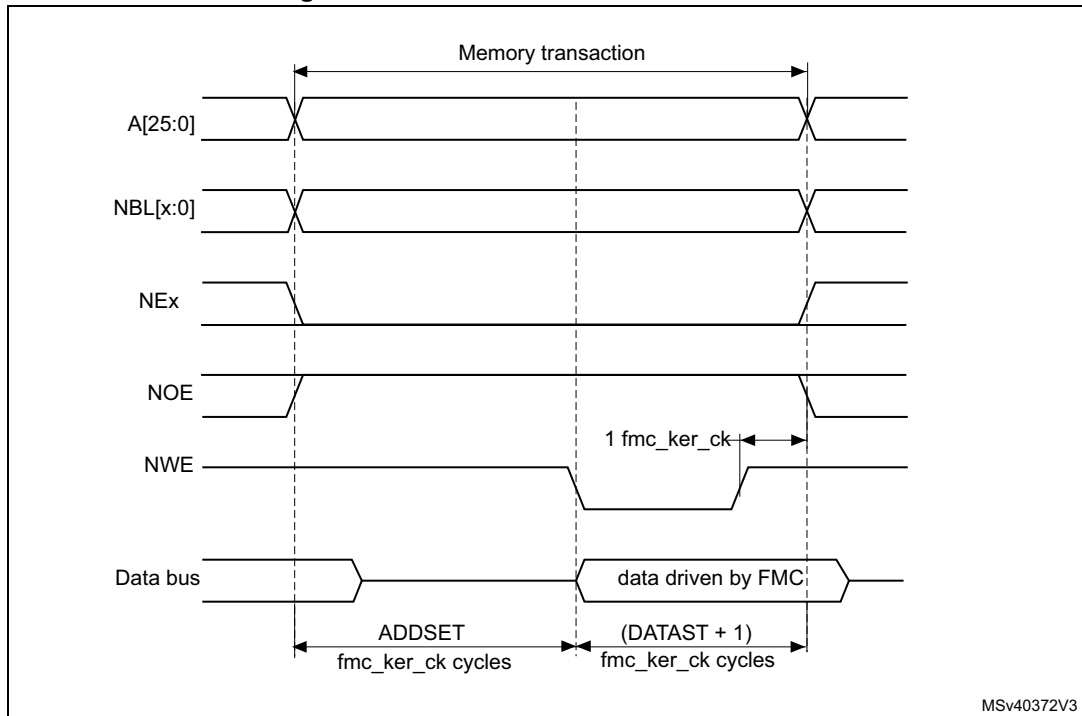 Memory transaction
A[25:0]
NBL[x:0]
NEx
NOE
1 fmc_ker_ck
NWE
Data bus
data driven by FMC
ADDSET
fmc_ker_ck cycles
(DATAST + 1)
fmc_ker_ck cycles
MSv40372V3